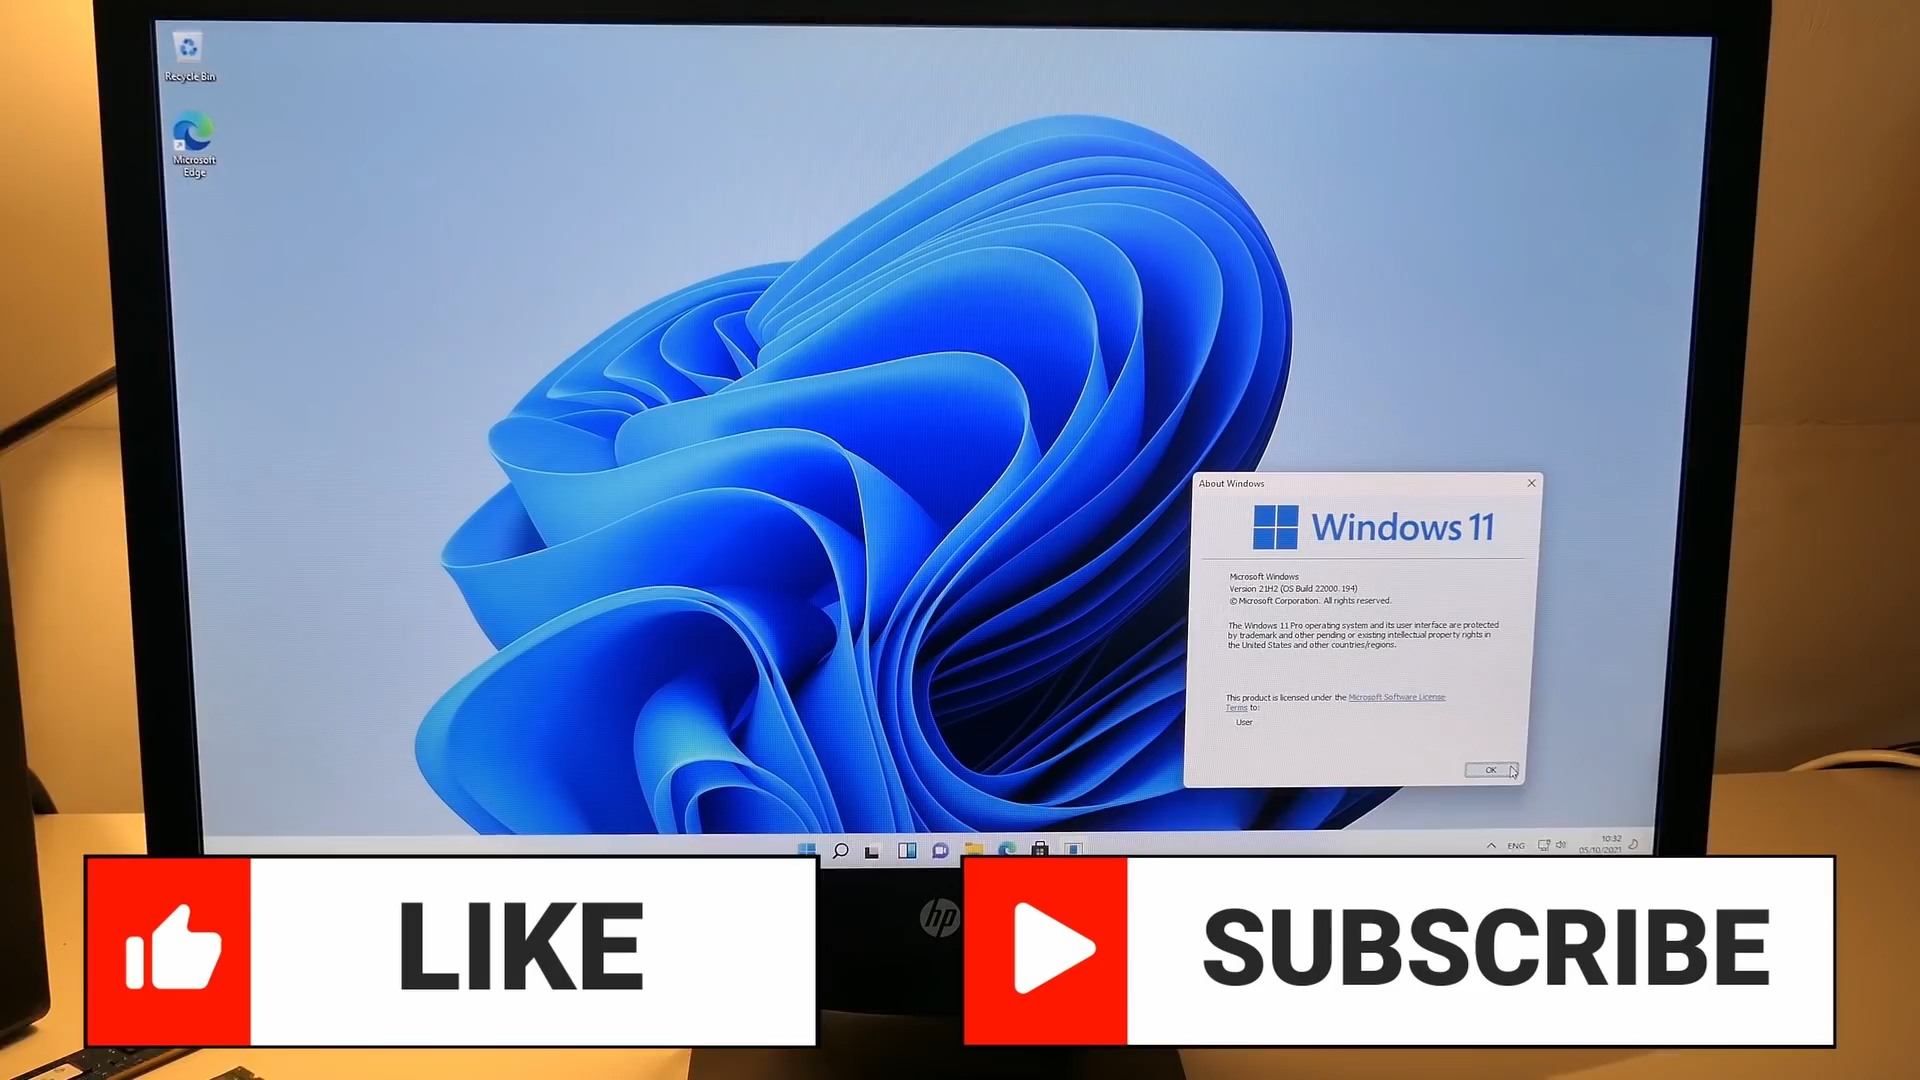 Recycle Bin
Microsoft
Edge
About Windows
Windows 11
Microsoft Windows
Version 21H2 (OS Build 22000.194)
© Microsoft Corporation. All rights reserved.
The Windows 11 Pro operating system and its user interface are protected
by trademark and other pending or existing intellectual property rights in
the United States and other countries/regions.
This product is licensed under the Microsoft Software License
Terms to:
User
OK
ENG
10:32
05/10/2021
hp
LIKE
SUBSCRIBE